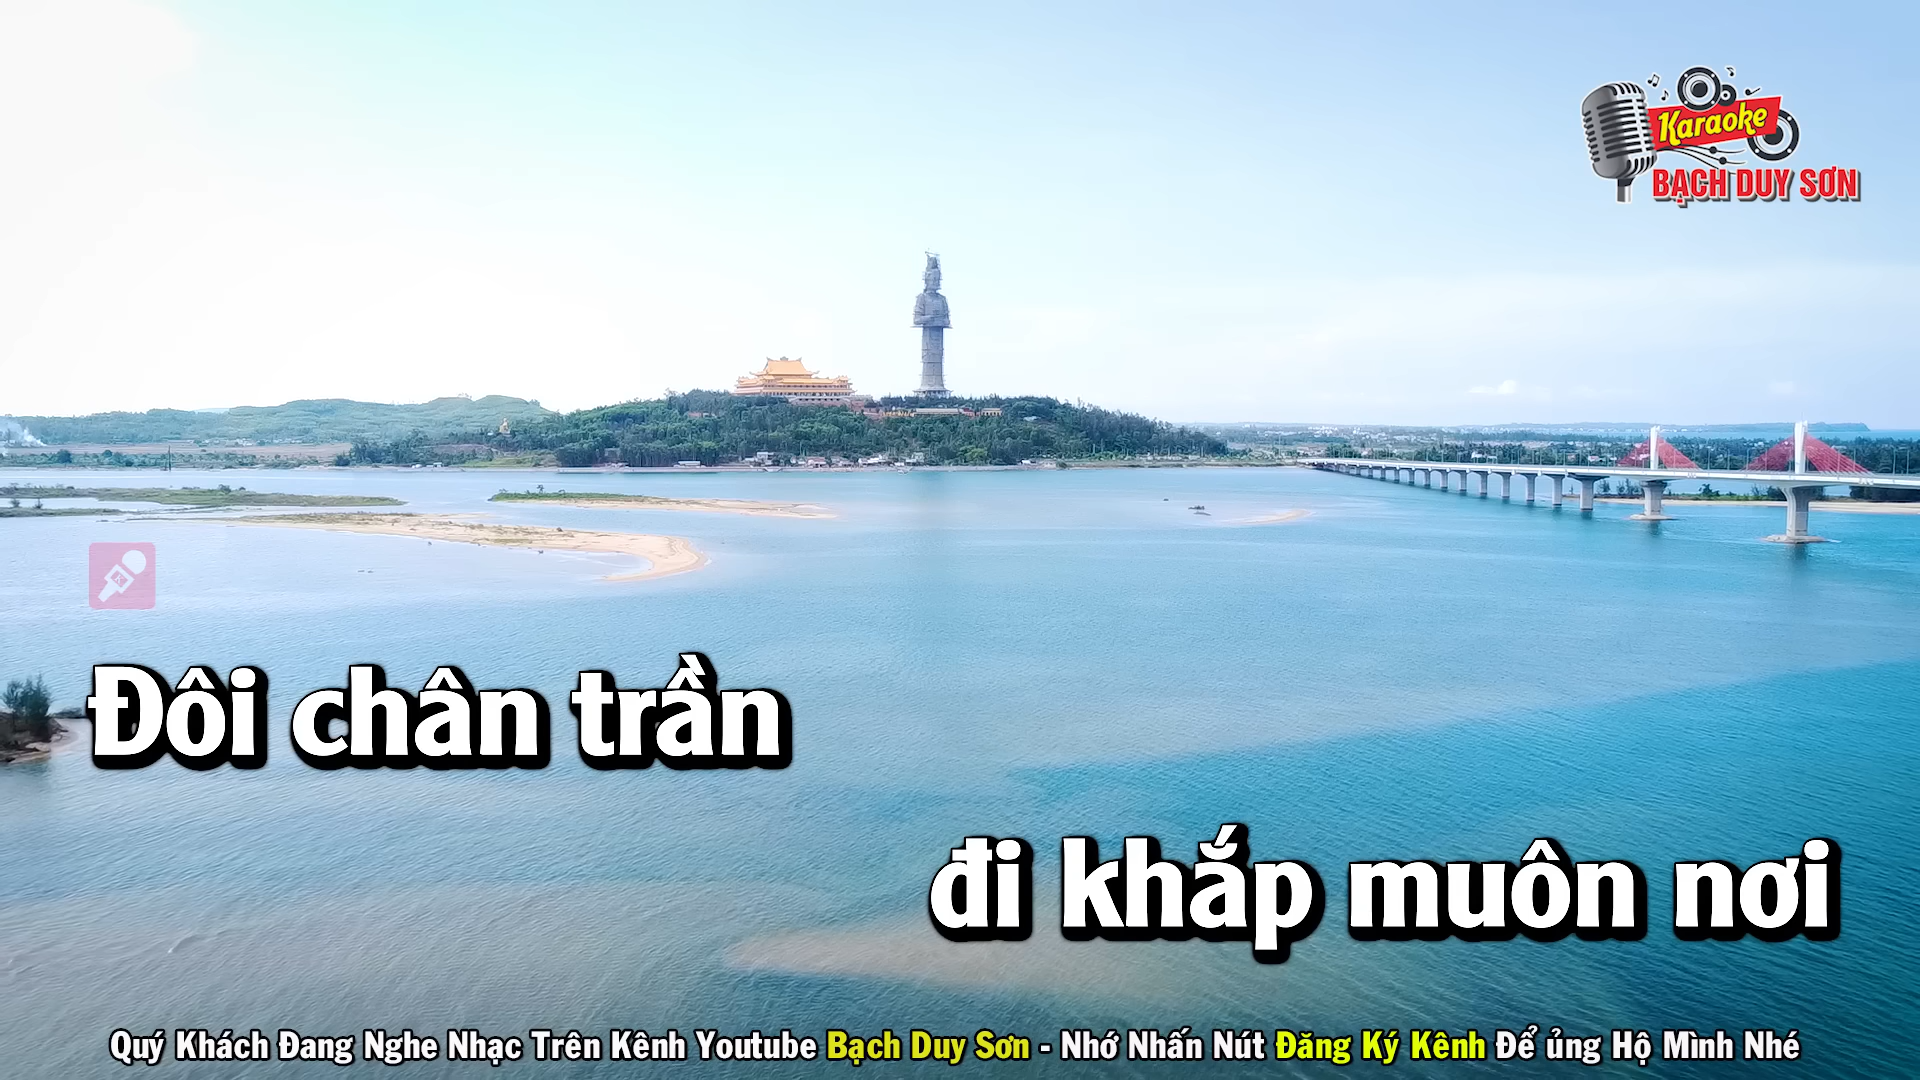 Karaoke
BẠCH DUY SƠN
Đôi chân trần
đi khắp muôn nơi
Quý Khách Đang Nghe Nhạc Trên Kênh Youtube Bạch Duy Sơn - Nhớ Nhấn Nút Đăng Ký Kênh Để ủng Hộ Mình Nhé